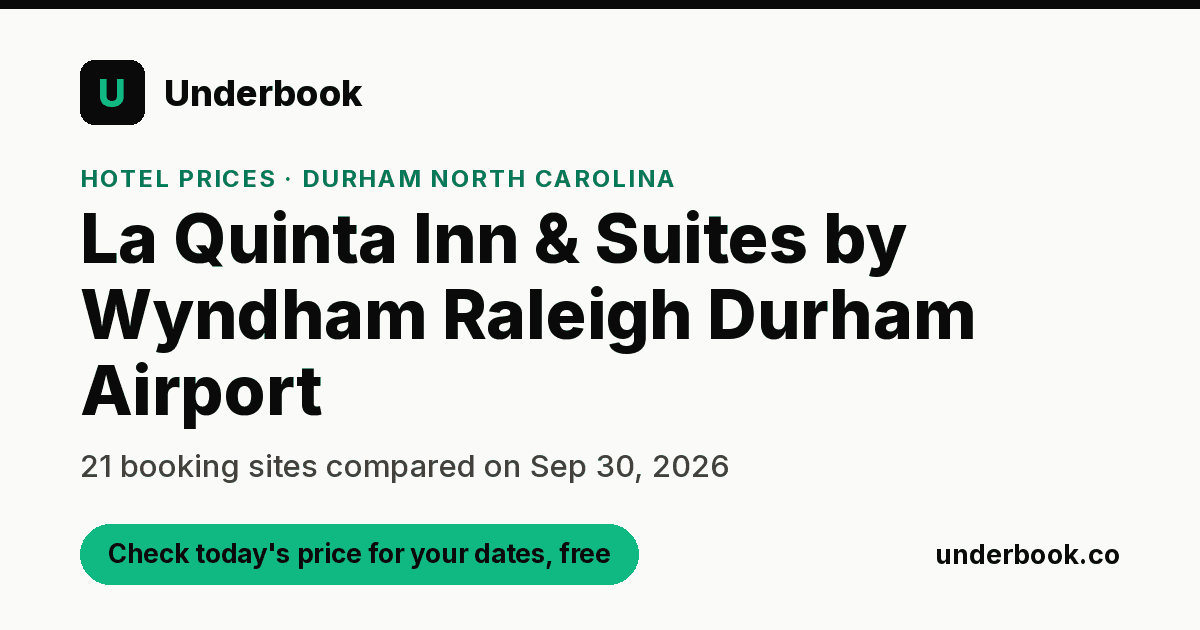 U Underbook
HOTEL PRICES · DURHAM NORTH CAROLINA
La Quinta Inn & Suites by
Wyndham Raleigh Durham
Airport
21 booking sites compared on Sep 30, 2026
Check today's price for your dates, free
underbook.co